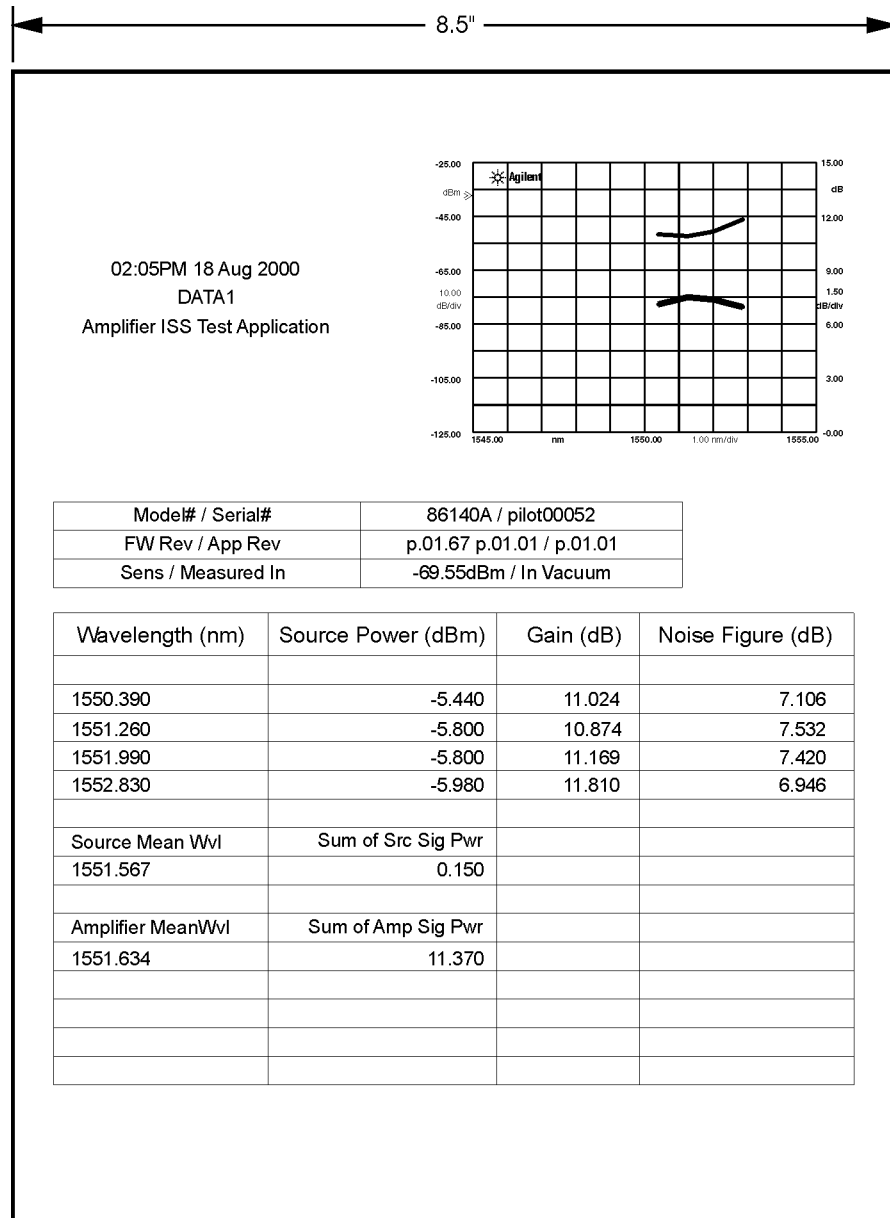 8.5"
-25.00
15.00
Agilent
dBm
dB
-45.00
12.00
02:05PM 18 Aug 2000
DATA1
Amplifier ISS Test Application
-65.00
9.00
10.00
1.50
dB/div
dB/div
-85.00
6.00
-105.00
3.00
-125.00
-0.00
1545.00 nm 1550.00 1.00 nm/div 1555.00
Model# / Serial# 86140A / pilot00052
FW Rev / App Rev p.01.67 p.01.01 / p.01.01
Sens / Measured In -69.55dBm / In Vacuum
Wavelength (nm) Source Power (dBm) Gain (dB) Noise Figure (dB)
1550.390 -5.440 11.024 7.106
1551.260 -5.800 10.874 7.532
1551.990 -5.800 11.169 7.420
1552.830 -5.980 11.810 6.946
Source Mean Wvl Sum of Src Sig Pwr
1551.567 0.150
Amplifier MeanWvl Sum of Amp Sig Pwr
1551.634 11.370